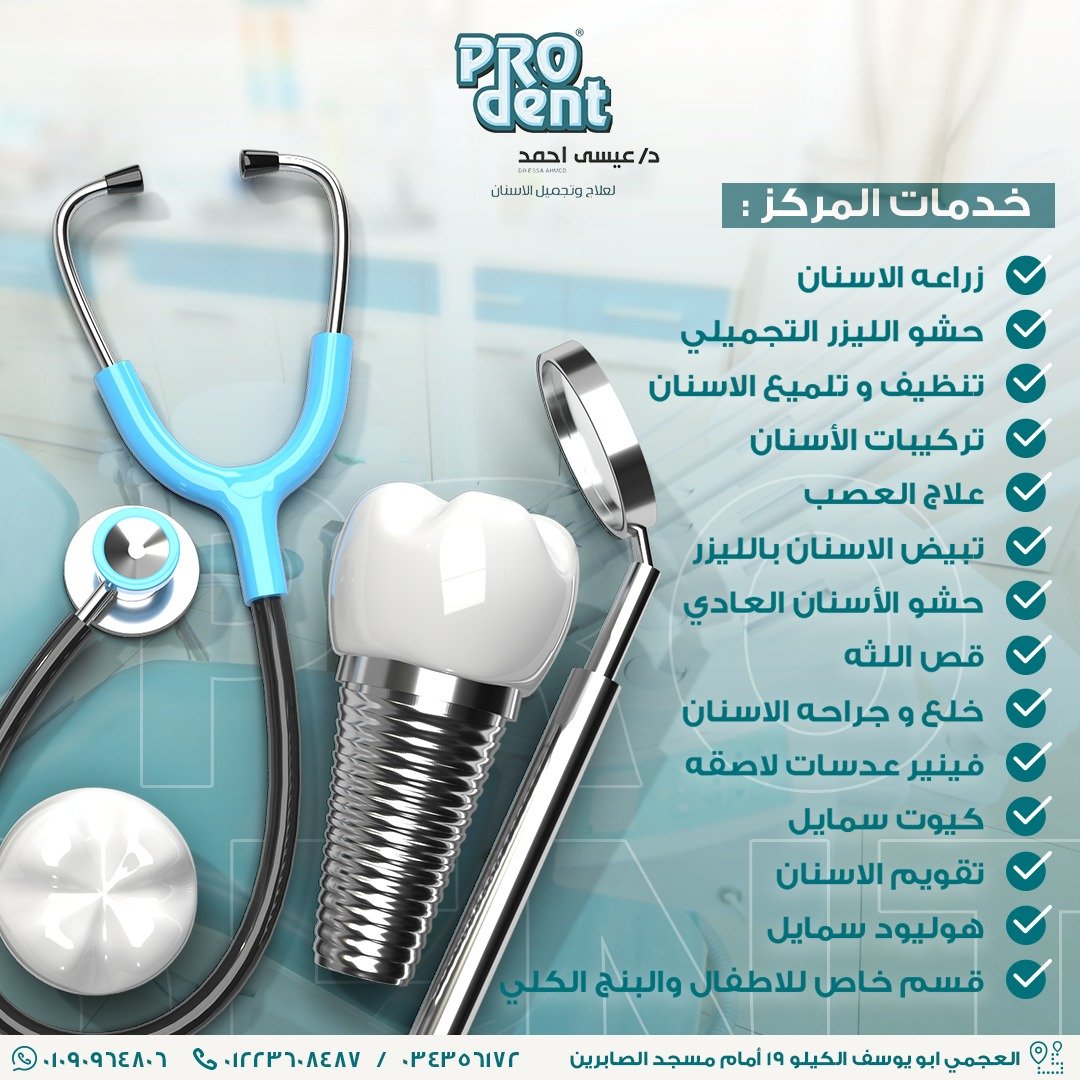 PRO®
dent
د/ عيسى احمد
DR ESSA AHMED
لعلاج وتجميل الاسنان
خدمات المركز :
زراعه الاسنان
حشو الليزر التجميلي
تنظيف و تلميع الاسنان
تركيبات الأسنان
علاج العصب
تبيض الاسنان بالليزر
حشو الأسنان العادي
قص اللثه
خلع و جراحه الاسنان
فينير عدسات لاصقه
كيوت سمايل
تقويم الاسنان
هوليود سمايل
قسم خاص للاطفال والبنج الكلي
العجمي ابو يوسف الكيلو ١٩ أمام مسجد الصابرين
٠٣٤٣٥٦١٧٢ / ٠١٢٢٣٦٠٨٤٨٧
٠١٠٩٠٩٦٤٨٠٦
PRO
DENT